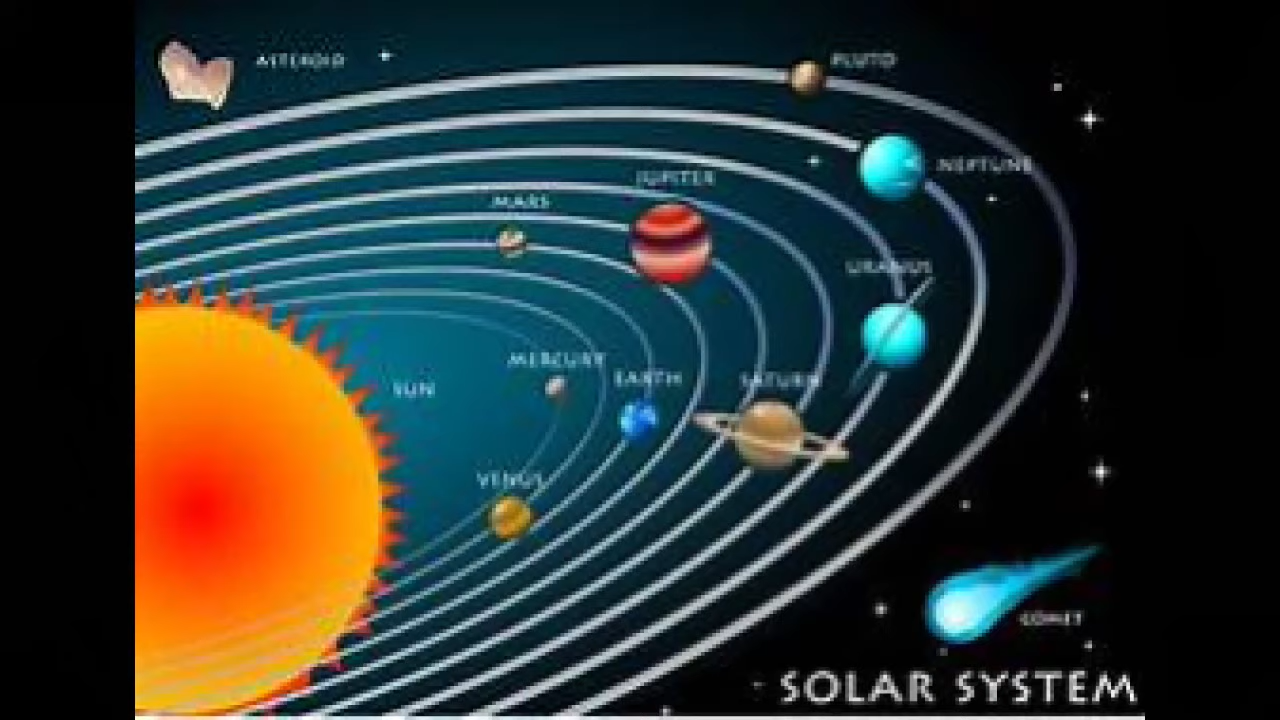 ASTEROID
PLUTO
NEPTUNE
JUPITER
MARS
URANUS
MERCURY
EARTH
SATURN
SUN
VENUS
COMET
SOLAR SYSTEM